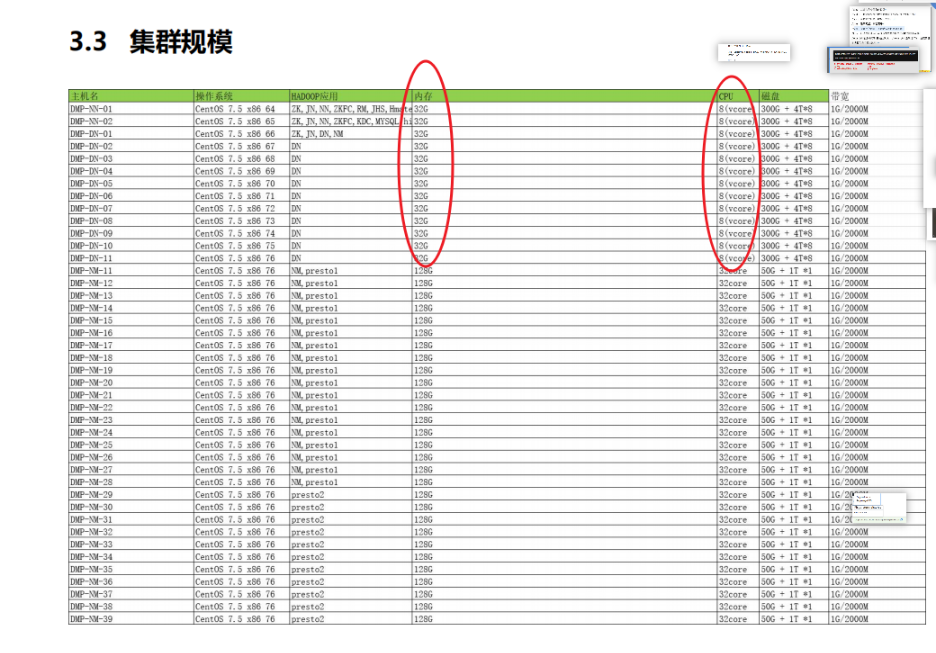 3.3 集群规模
主机名 操作系统 HADOOP应用 内存 CPU 磁盘 带宽
DMP-NN-01 CentOS 7.5 x86 64 ZK,JN,NN,ZKFC,RM,JHS, 32G 8(vcore) 300G + 4T*8 1G/2000M
DMP-NN-02 CentOS 7.5 x86 65 ZK,JN,NN,ZKFC,KDC,MYSQL/hi 32G 8(vcore) 300G + 4T*8 1G/2000M
DMP-DN-01 CentOS 7.5 x86 66 ZK,JN,DN,NM 32G 8(vcore) 300G + 4T*8 1G/2000M
DMP-DN-02 CentOS 7.5 x86 67 DN 32G 8(vcore) 300G + 4T*8 1G/2000M
DMP-DN-03 CentOS 7.5 x86 68 DN 32G 8(vcore) 300G + 4T*8 1G/2000M
DMP-DN-04 CentOS 7.5 x86 69 DN 32G 8(vcore) 300G + 4T*8 1G/2000M
DMP-DN-05 CentOS 7.5 x86 70 DN 32G 8(vcore) 300G + 4T*8 1G/2000M
DMP-DN-06 CentOS 7.5 x86 71 DN 32G 8(vcore) 300G + 4T*8 1G/2000M
DMP-DN-07 CentOS 7.5 x86 72 DN 32G 8(vcore) 300G + 4T*8 1G/2000M
DMP-DN-08 CentOS 7.5 x86 73 DN 32G 8(vcore) 300G + 4T*8 1G/2000M
DMP-DN-09 CentOS 7.5 x86 74 DN 32G 8(vcore) 300G + 4T*8 1G/2000M
DMP-DN-10 CentOS 7.5 x86 75 DN 32G 8(vcore) 300G + 4T*8 1G/2000M
DMP-DN-11 CentOS 7.5 x86 76 DN 32G 8(vcore) 300G + 4T*8 1G/2000M
DMP-NM-11 CentOS 7.5 x86 76 NM,presto1 128G 32core 50G + 1T *1 1G/2000M
DMP-NM-12 CentOS 7.5 x86 76 NM,presto1 128G 32core 50G + 1T *1 1G/2000M
DMP-NM-13 CentOS 7.5 x86 76 NM,presto1 128G 32core 50G + 1T *1 1G/2000M
DMP-NM-14 CentOS 7.5 x86 76 NM,presto1 128G 32core 50G + 1T *1 1G/2000M
DMP-NM-15 CentOS 7.5 x86 76 NM,presto1 128G 32core 50G + 1T *1 1G/2000M
DMP-NM-16 CentOS 7.5 x86 76 NM,presto1 128G 32core 50G + 1T *1 1G/2000M
DMP-NM-17 CentOS 7.5 x86 76 NM,presto1 128G 32core 50G + 1T *1 1G/2000M
DMP-NM-18 CentOS 7.5 x86 76 NM,presto1 128G 32core 50G + 1T *1 1G/2000M
DMP-NM-19 CentOS 7.5 x86 76 NM,presto1 128G 32core 50G + 1T *1 1G/2000M
DMP-NM-20 CentOS 7.5 x86 76 NM,presto1 128G 32core 50G + 1T *1 1G/2000M
DMP-NM-21 CentOS 7.5 x86 76 NM,presto1 128G 32core 50G + 1T *1 1G/2000M
DMP-NM-22 CentOS 7.5 x86 76 NM,presto1 128G 32core 50G + 1T *1 1G/2000M
DMP-NM-23 CentOS 7.5 x86 76 NM,presto1 128G 32core 50G + 1T *1 1G/2000M
DMP-NM-24 CentOS 7.5 x86 76 NM,presto1 128G 32core 50G + 1T *1 1G/2000M
DMP-NM-25 CentOS 7.5 x86 76 NM,presto1 128G 32core 50G + 1T *1 1G/2000M
DMP-NM-26 CentOS 7.5 x86 76 NM,presto1 128G 32core 50G + 1T *1 1G/2000M
DMP-NM-27 CentOS 7.5 x86 76 NM,presto1 128G 32core 50G + 1T *1 1G/2000M
DMP-NM-28 CentOS 7.5 x86 76 NM,presto1 128G 32core 50G + 1T *1 1G/2000M
DMP-NM-29 CentOS 7.5 x86 76 presto2 128G 32core 50G + 1T *1 1G/2000M
DMP-NM-30 CentOS 7.5 x86 76 presto2 128G 32core 50G + 1T *1
DMP-NM-31 CentOS 7.5 x86 76 presto2 128G 32core 50G + 1T *1
DMP-NM-32 CentOS 7.5 x86 76 presto2 128G 32core 50G + 1T *1 1G/2000M
DMP-NM-33 CentOS 7.5 x86 76 presto2 128G 32core 50G + 1T *1 1G/2000M
DMP-NM-34 CentOS 7.5 x86 76 presto2 128G 32core 50G + 1T *1 1G/2000M
DMP-NM-35 CentOS 7.5 x86 76 presto2 128G 32core 50G + 1T *1 1G/2000M
DMP-NM-36 CentOS 7.5 x86 76 presto2 128G 32core 50G + 1T *1 1G/2000M
DMP-NM-37 CentOS 7.5 x86 76 presto2 128G 32core 50G + 1T *1 1G/2000M
DMP-NM-38 CentOS 7.5 x86 76 presto2 128G 32core 50G + 1T *1 1G/2000M
DMP-NM-39 CentOS 7.5 x86 76 presto2 128G 32core 50G + 1T *1 1G/2000M